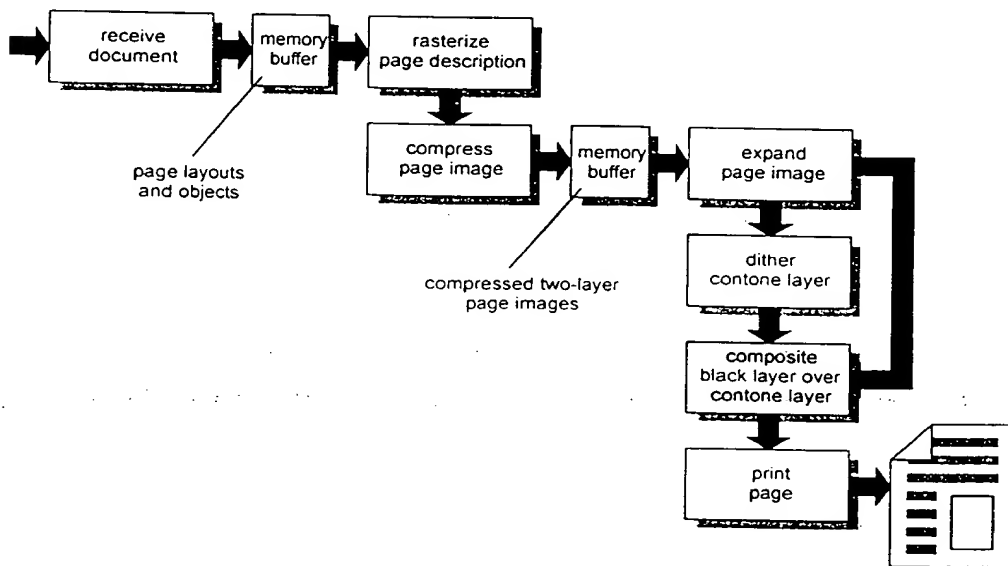 receive
document
memory
buffer
rasterize
page description
page layouts
and objects
compress
page image
memory
buffer
expand
page image
compressed two-layer
page images
dither
contone layer
composite
black layer over
contone layer
print
page